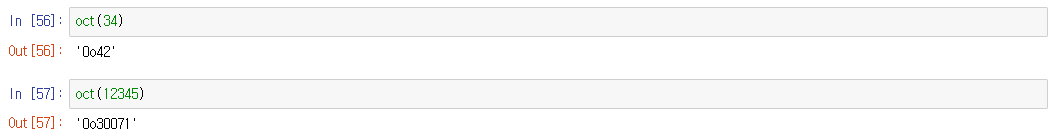 In [56]: oct(34)
Out[56]: '0o42'
In [57]: oct(12345)
Out[57]: '0o30071'